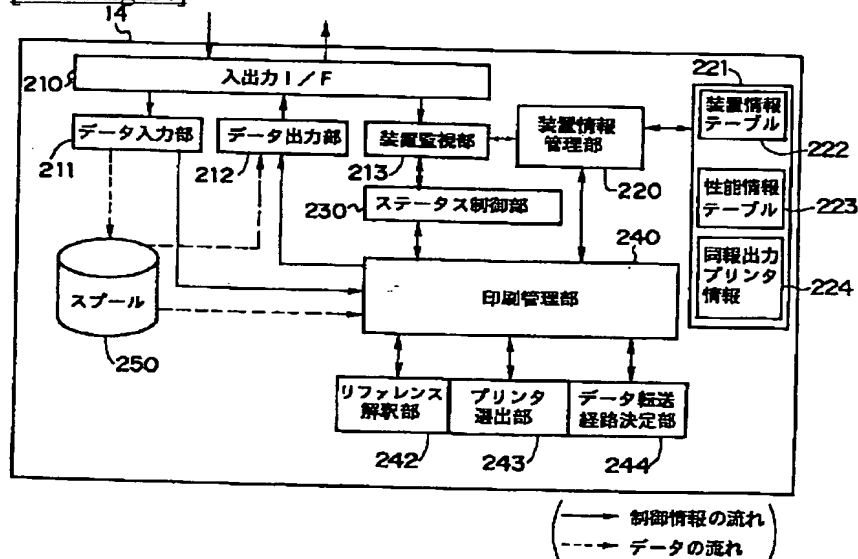 14
210
入出力I/F
221
データ入力部
211
データ出力部
212
装置監視部
213
装置情報
管理部
220
装置情報
テーブル
222
性能情報
テーブル
223
同報出力
プリンタ
情報
224
230
ステータス制御部
240
印刷管理部
スプール
250
リファレンス
解釈部
242
プリンタ
選出部
243
データ転送
経路決定部
244
制御情報の流れ
データの流れ